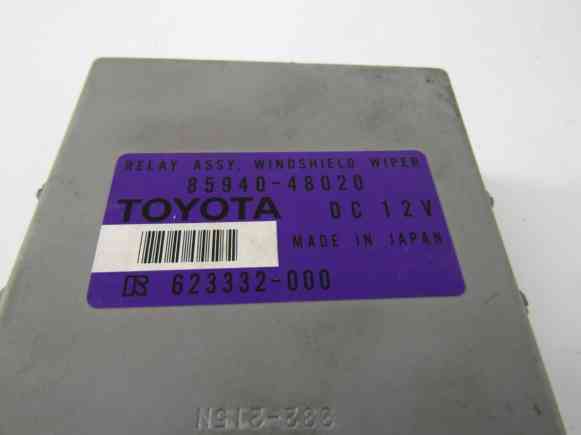 RELAY ASSY, WINDSHIELD WIPER
85940-48020
TOYOTA DC 12V
MADE IN JAPAN
R 623332-000